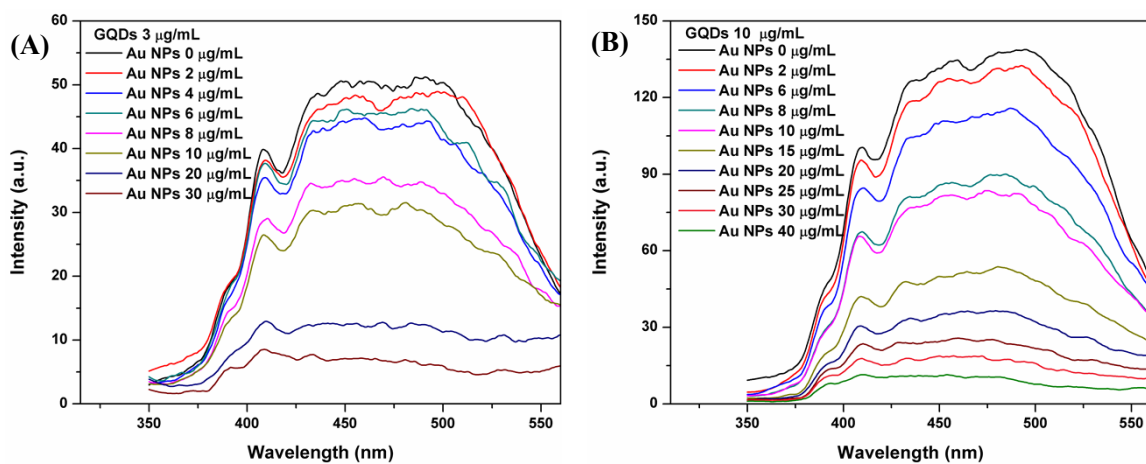 (A)
GQDs 3 μg/mL
Au NPs 0 μg/mL
Au NPs 2 μg/mL
Au NPs 4 μg/mL
Au NPs 6 μg/mL
Au NPs 8 μg/mL
Au NPs 10 μg/mL
Au NPs 20 μg/mL
Au NPs 30 μg/mL
Intensity (a.u.)
60
50
40
30
20
10
0
350 400 450 500 550
Wavelength (nm)
(B)
GQDs 10 μg/mL
Au NPs 0 μg/mL
Au NPs 2 μg/mL
Au NPs 6 μg/mL
Au NPs 8 μg/mL
Au NPs 10 μg/mL
Au NPs 15 μg/mL
Au NPs 20 μg/mL
Au NPs 25 μg/mL
Au NPs 30 μg/mL
Au NPs 40 μg/mL
Intensity (a.u.)
150
120
90
60
30
0
350 400 450 500 550
Wavelength (nm)